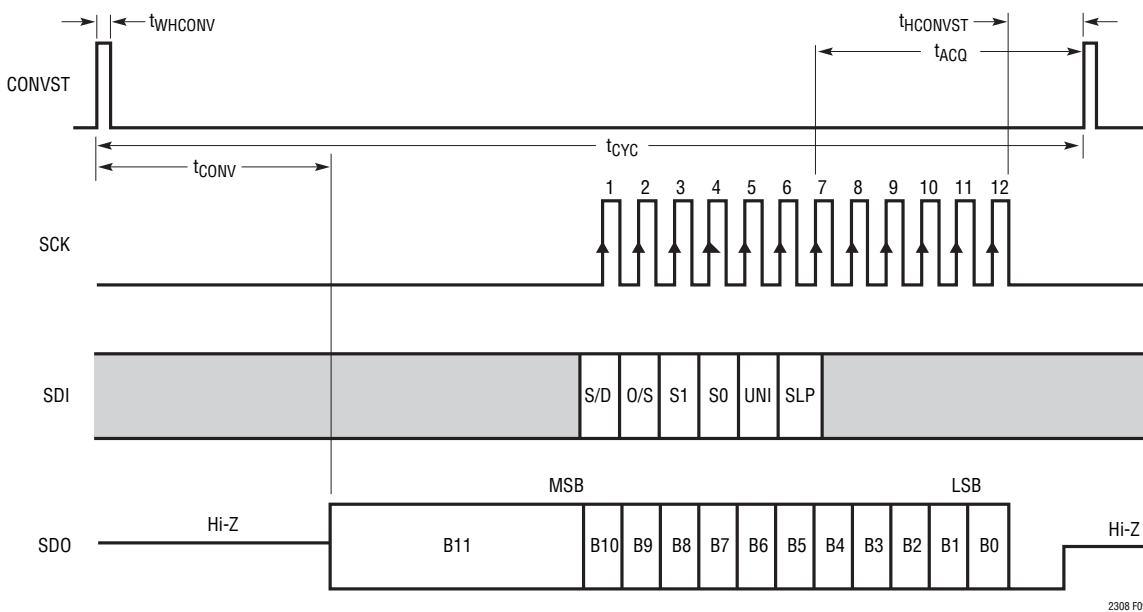 tWHCONV
tHCONVST
tACQ
CONVST
tCYC
tCONV
1 2 3 4 5 6 7 8 9 10 11 12
SCK
SDI
S/D O/S S1 S0 UNI SLP
MSB LSB
Hi-Z Hi-Z
SDO
B11 B10 B9 B8 B7 B6 B5 B4 B3 B2 B1 B0
2308 F0